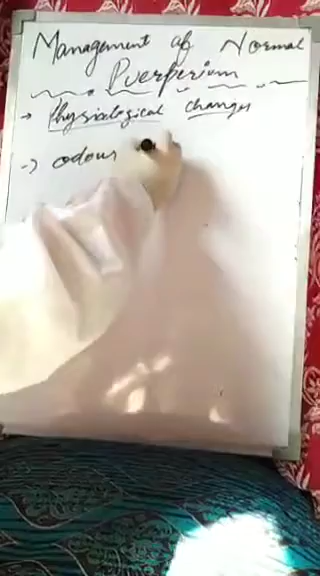 Management of Normal
Puerperium
→ Physiological changes
→ odour